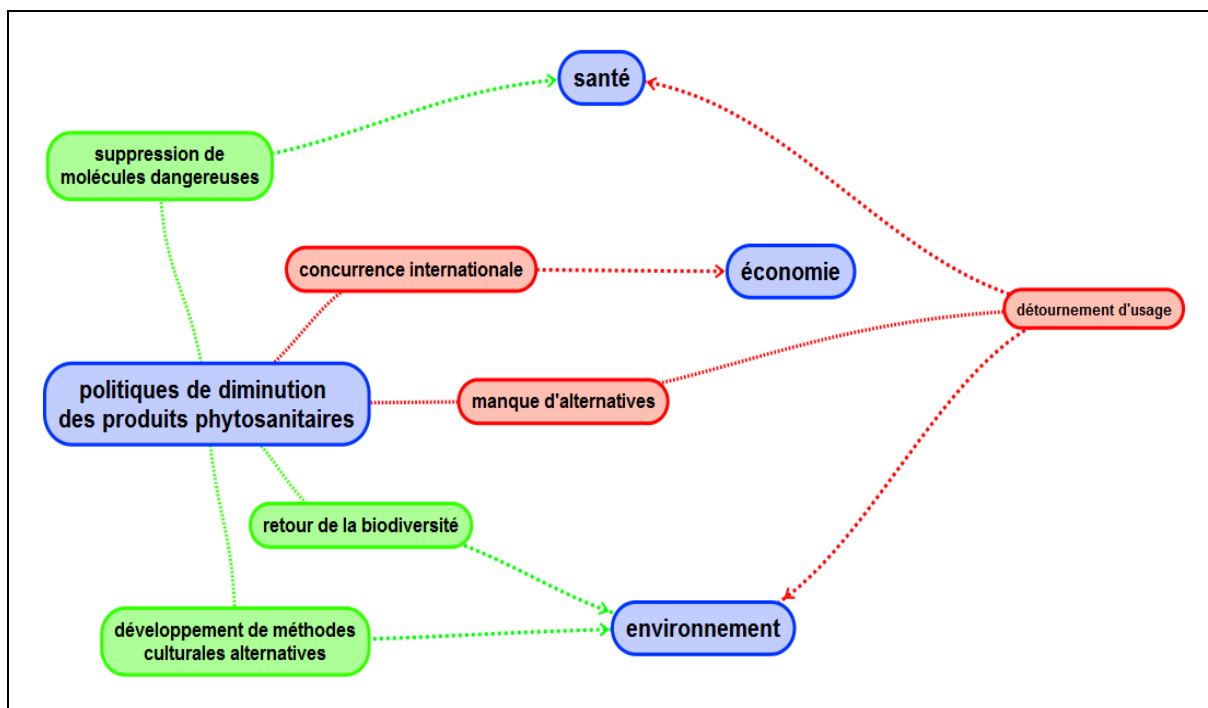 santé
suppression de
molécules dangereuses
concurrence internationale
économie
détournement d'usage
politiques de diminution
des produits phytosanitaires
manque d'alternatives
retour de la biodiversité
développement de méthodes
culturales alternatives
environnement